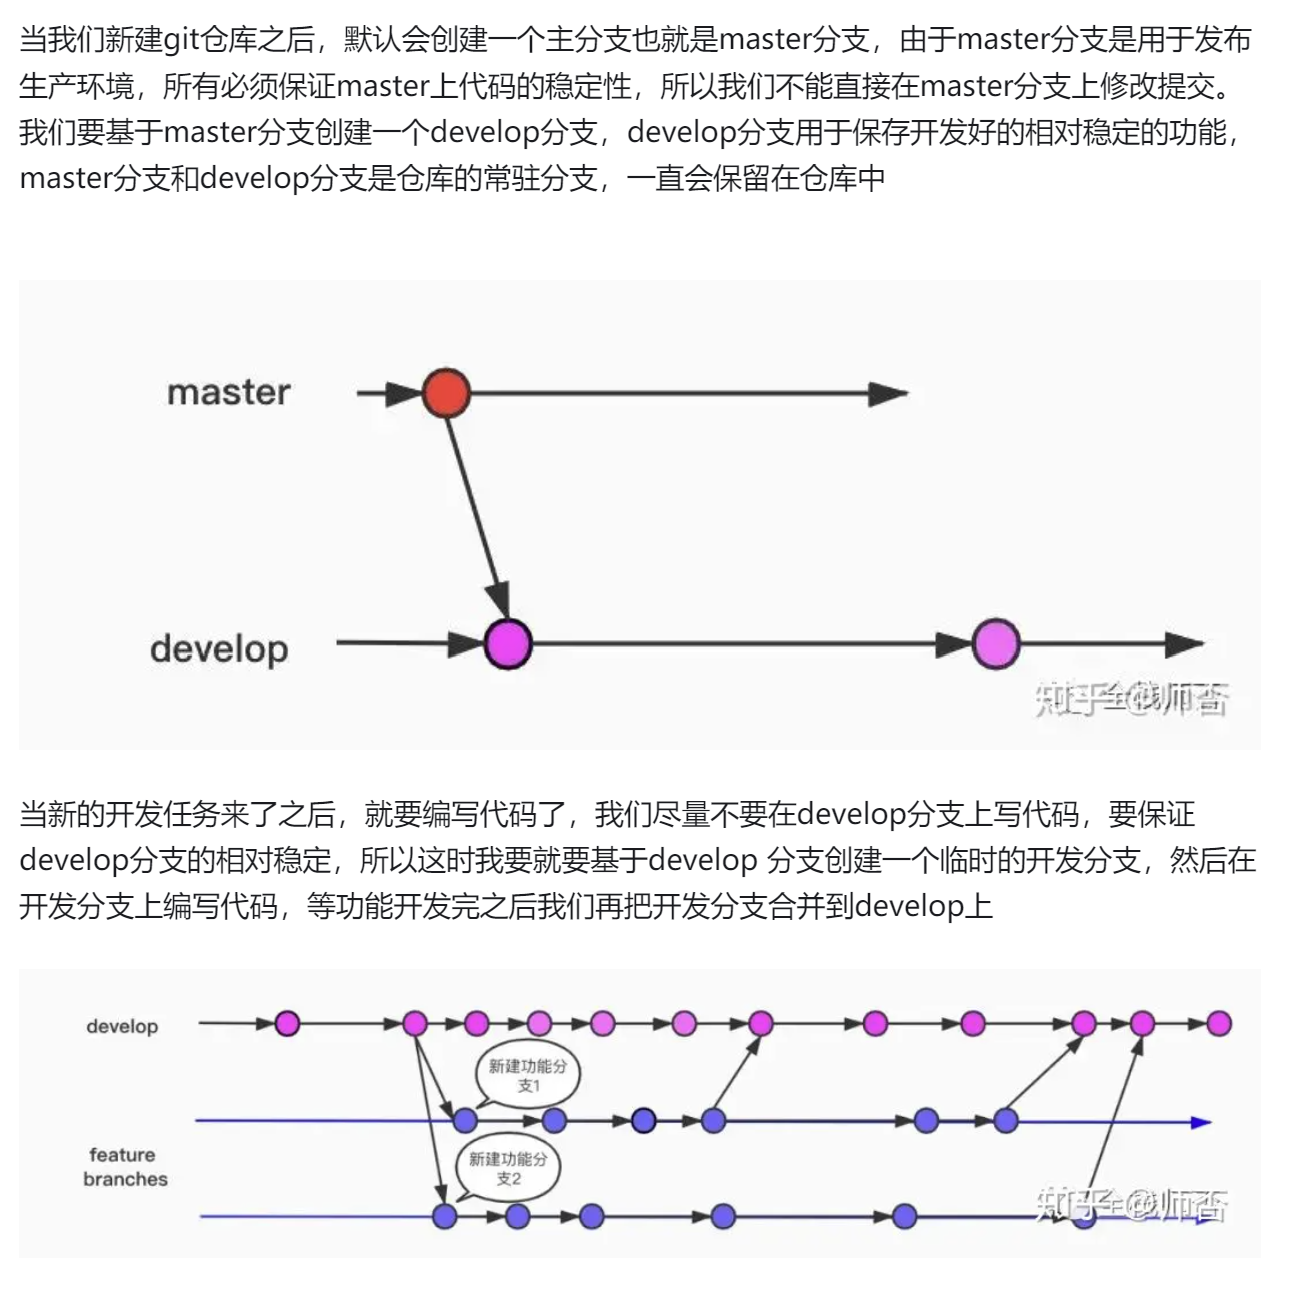 当我们新建git仓库之后，默认会创建一个主分支也就是master分支，由于master分支是用于发布
生产环境，所有必须保证master上代码的稳定性，所以我们不能直接在master分支上修改提交。
我们要基于master分支创建一个develop分支，develop分支用于保存开发好的相对稳定的功能，
master分支和develop分支是仓库的常驻分支，一直会保留在仓库中
master
develop
当新的开发任务来了之后，就要编写代码了，我们尽量不要在develop分支上写代码，要保证
develop分支的相对稳定，所以这时我要就要基于develop 分支创建一个临时的开发分支，然后在
开发分支上编写代码，等功能开发完之后我们再把开发分支合并到develop上
develop
新建功能分
支1
feature
branches
新建功能分
支2